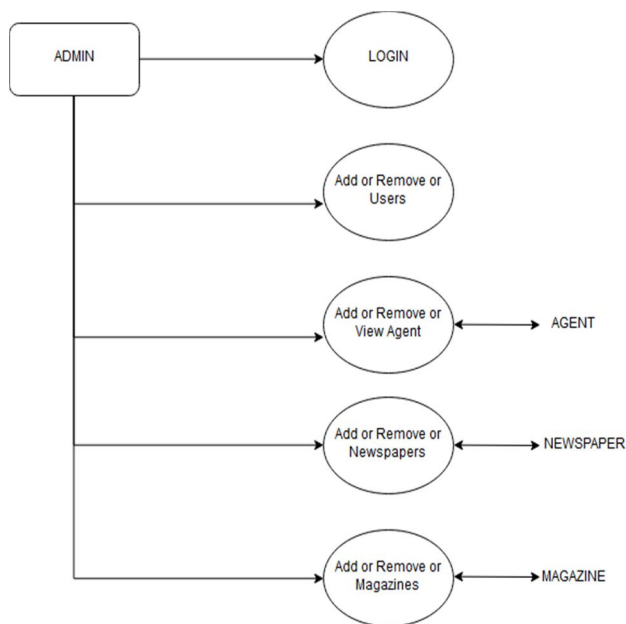 ADMIN
LOGIN
Add or Remove or
Users
Add or Remove or
View Agent
AGENT
Add or Remove or
Newspapers
NEWSPAPER
Add or Remove or
Magazines
MAGAZINE